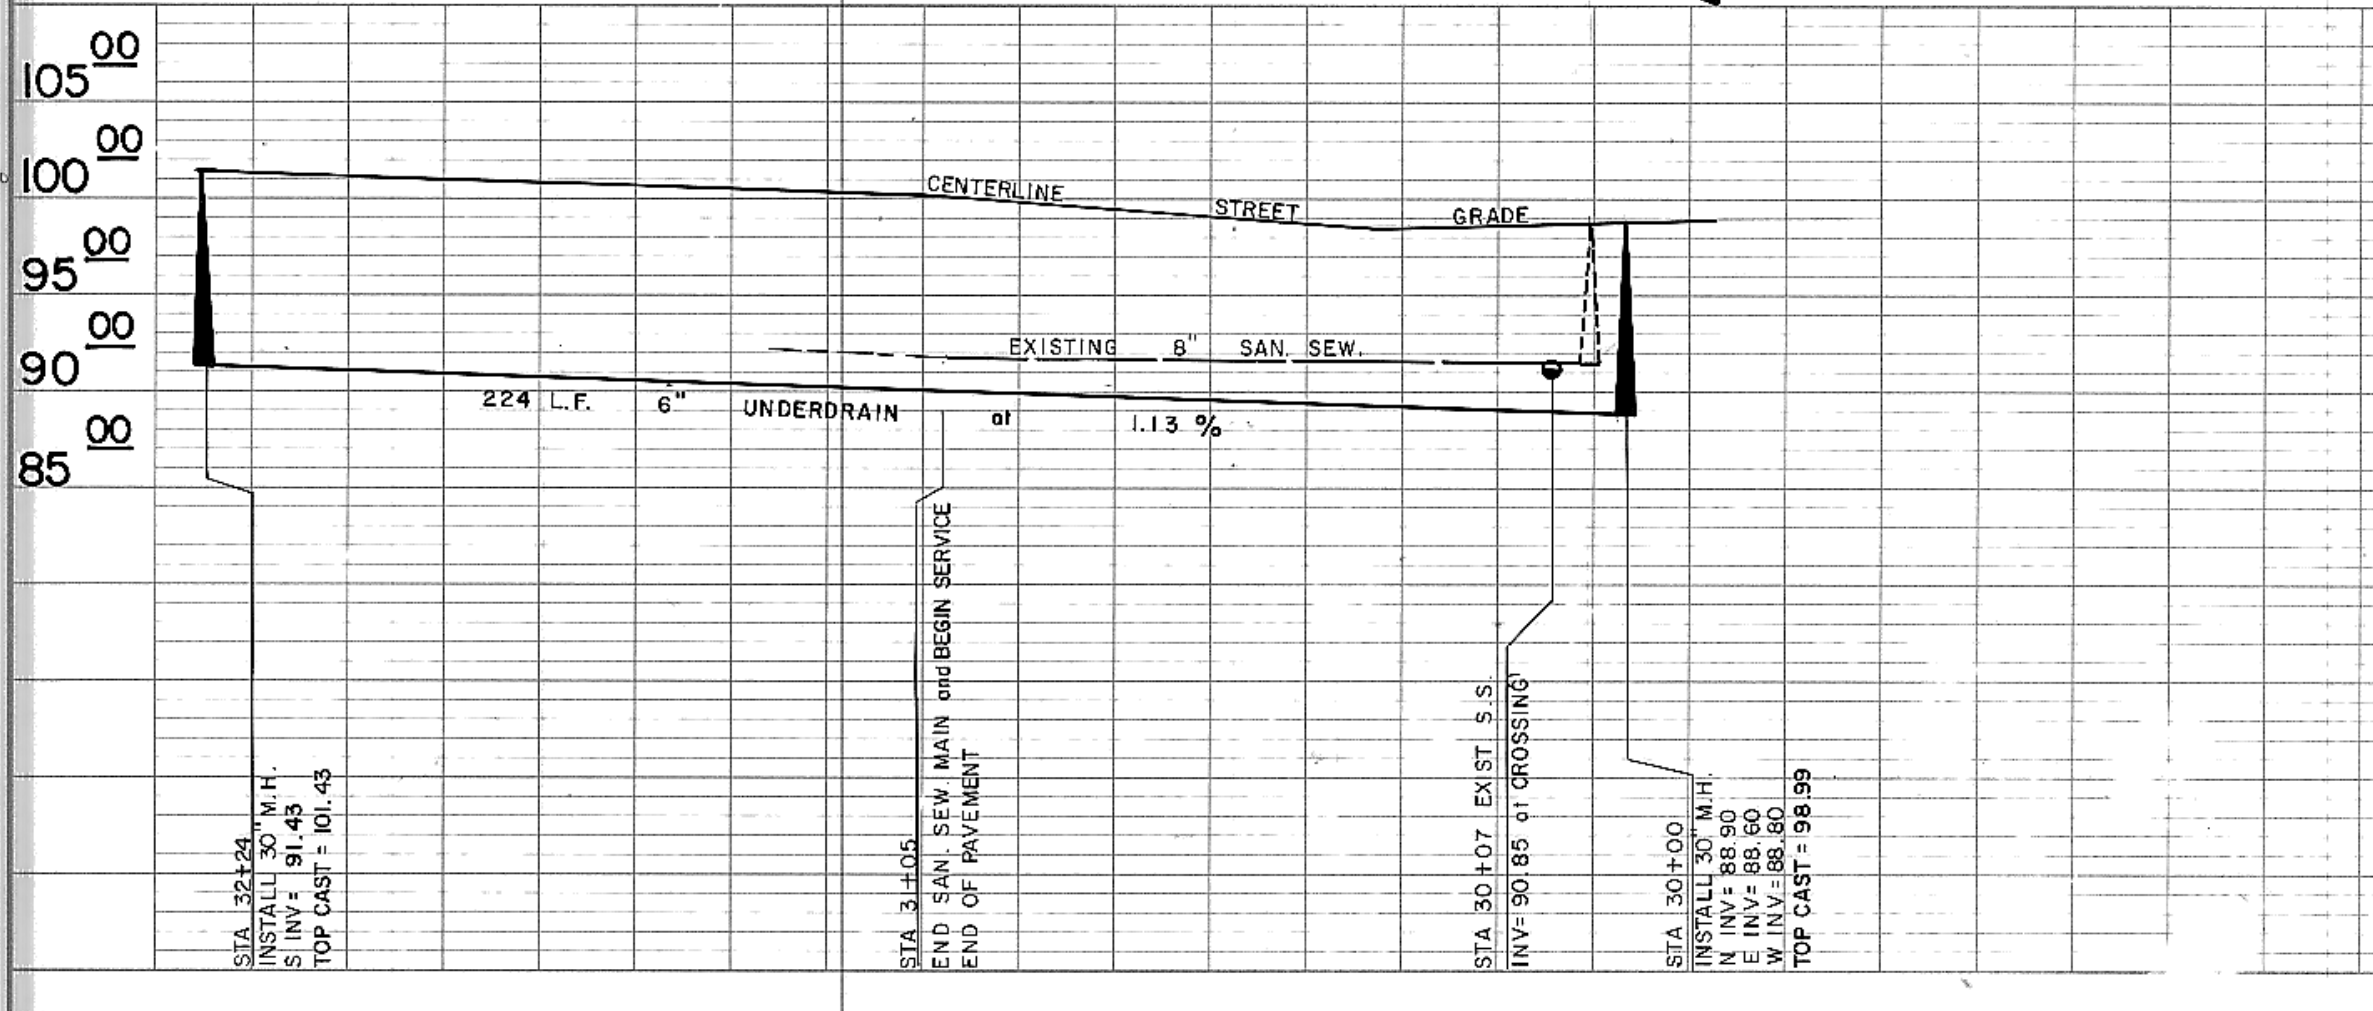 105 00
100 00
95 00
90 00
85 00
CENTERLINE STREET GRADE
EXISTING 8" SAN. SEW.
224 L.F. 6" UNDERDRAIN at 1.13 %
STA 32+24
INSTALL 30" M.H.
S INV = 91.43
TOP CAST = 101.43
STA 31+05
END SAN. SEW. MAIN and BEGIN SERVICE
END OF PAVEMENT
STA 30+07 EXIST S.S.
INV= 90.85 at CROSSING
STA 30+00
INSTALL 30" M.H.
N INV = 88.90
E INV = 88.60
W INV = 88.80
TOP CAST = 98.99